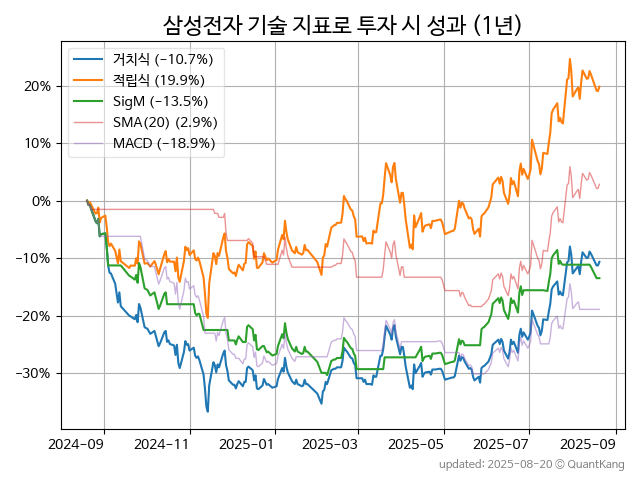 삼성전자 기술 지표로 투자 시 성과 (1년)
거치식 (−10.7%)
적립식 (19.9%)
SigM (−13.5%)
SMA(20) (2.9%)
MACD (−18.9%)
20%
10%
0%
−10%
−20%
−30%
2024-09 2024-11 2025-01 2025-03 2025-05 2025-07 2025-09
updated: 2025-08-20 © QuantKang